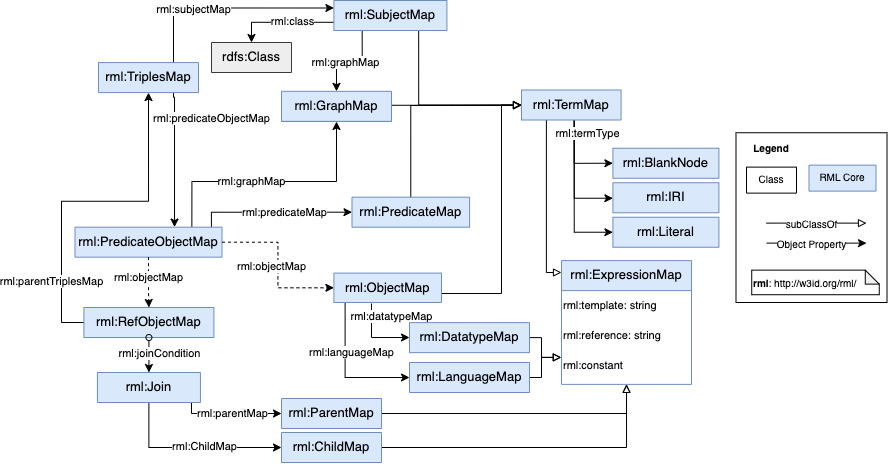 rml:subjectMap
rml:SubjectMap
rml:class
rdfs:Class
rml:graphMap
rml:TriplesMap
rml:GraphMap
rml:TermMap
rml:predicateObjectMap
rml:termType
Legend
rml:BlankNode
Class
RML Core
rml:graphMap
rml:IRI
rml:predicateMap
rml:PredicateMap
subClassOf
rml:Literal
rml:PredicateObjectMap
Object Property
rml:objectMap
rml:objectMap
rml:ExpressionMap
rml:parentTriplesMap
rml:ObjectMap
rml: http://w3id.org/rml/
rml:template: string
rml:datatypeMap
rml:RefObjectMap
rml:reference: string
rml:DatatypeMap
rml:joinCondition
rml:languageMap
rml:constant
rml:LanguageMap
rml:Join
rml:parentMap
rml:ParentMap
rml:ChildMap
rml:ChildMap